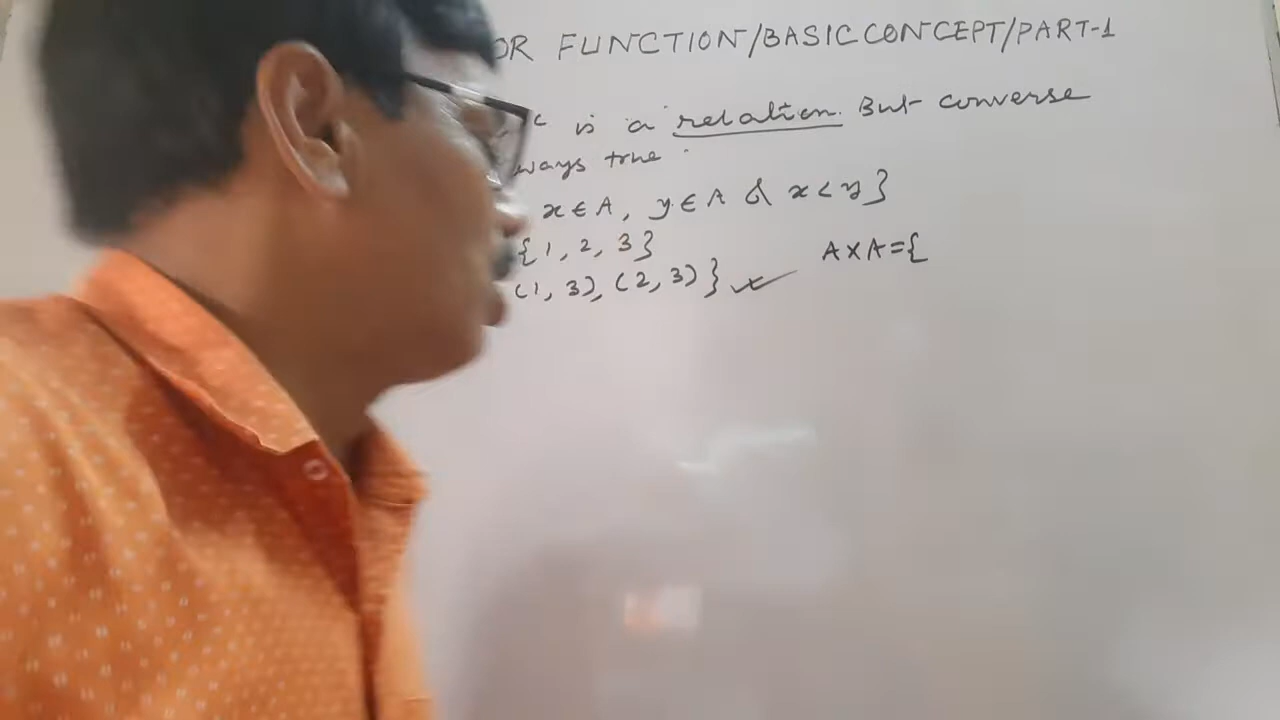 OR FUNCTION/BASIC CONCEPT/PART-1
is a relation. But converse
ways true
x ∈ A, y ∈ A & x < y}
{1, 2, 3}
A X A = {
(1, 3), (2, 3)} ✓